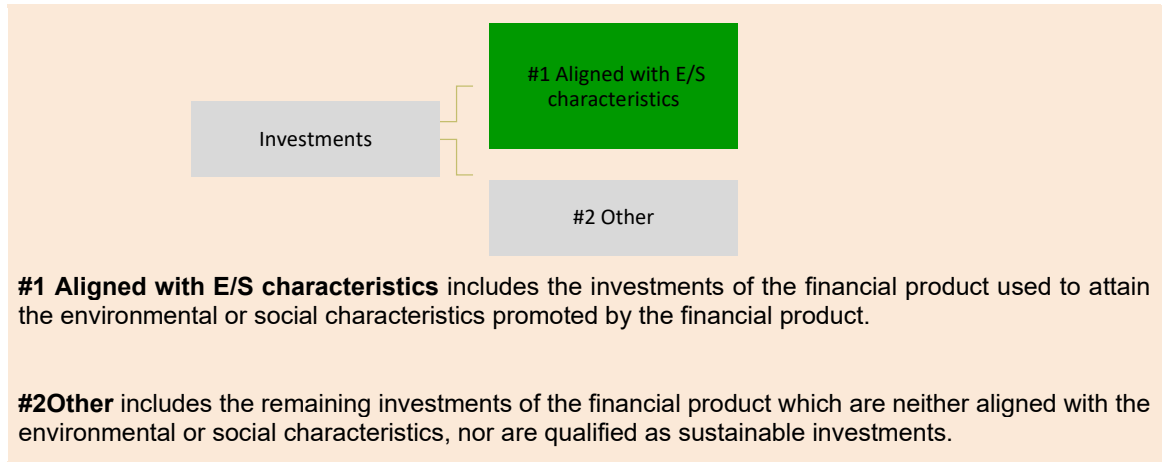 #1 Aligned with E/S
characteristics
Investments
#2 Other
#1 Aligned with E/S characteristics includes the investments of the financial product used to attain
the environmental or social characteristics promoted by the financial product.
#2Other includes the remaining investments of the financial product which are neither aligned with the
environmental or social characteristics, nor are qualified as sustainable investments.